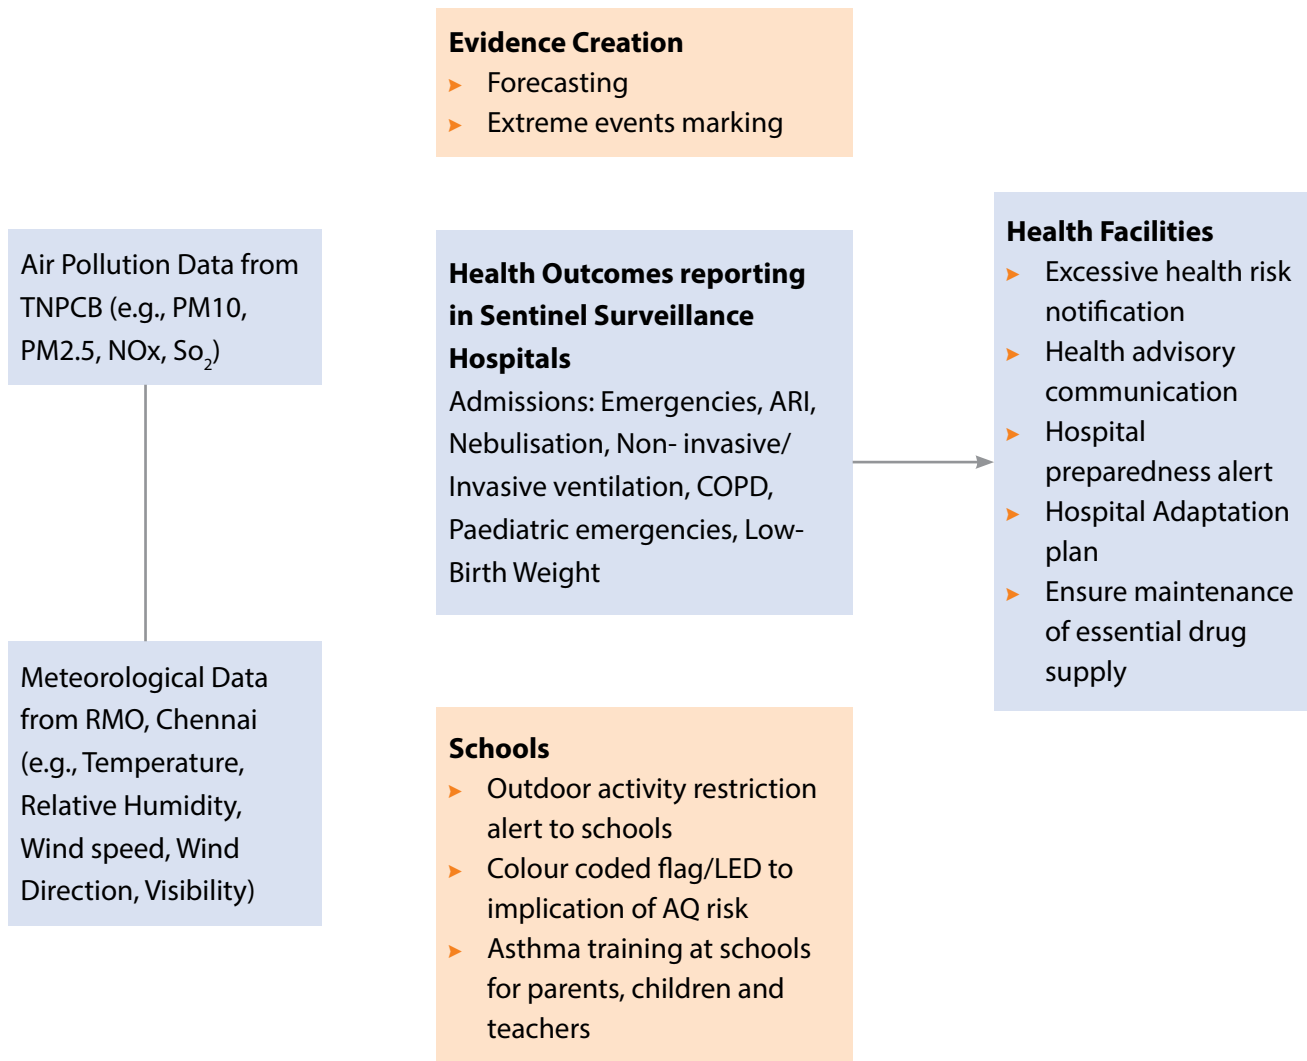 Evidence Creation
➤ Forecasting
➤ Extreme events marking
Air Pollution Data from
TNPCB (e.g., PM10,
PM2.5, NOx, So₂)
Meteorological Data
from RMO, Chennai
(e.g., Temperature,
Relative Humidity,
Wind speed, Wind
Direction, Visibility)
Health Outcomes reporting
in Sentinel Surveillance
Hospitals
Admissions: Emergencies, ARI,
Nebulisation, Non- invasive/
Invasive ventilation, COPD,
Paediatric emergencies, Low-
Birth Weight
Schools
➤ Outdoor activity restriction
alert to schools
➤ Colour coded flag/LED to
implication of AQ risk
➤ Asthma training at schools
for parents, children and
teachers
Health Facilities
➤ Excessive health risk
notification
➤ Health advisory
communication
➤ Hospital
preparedness alert
➤ Hospital Adaptation
plan
➤ Ensure maintenance
of essential drug
supply